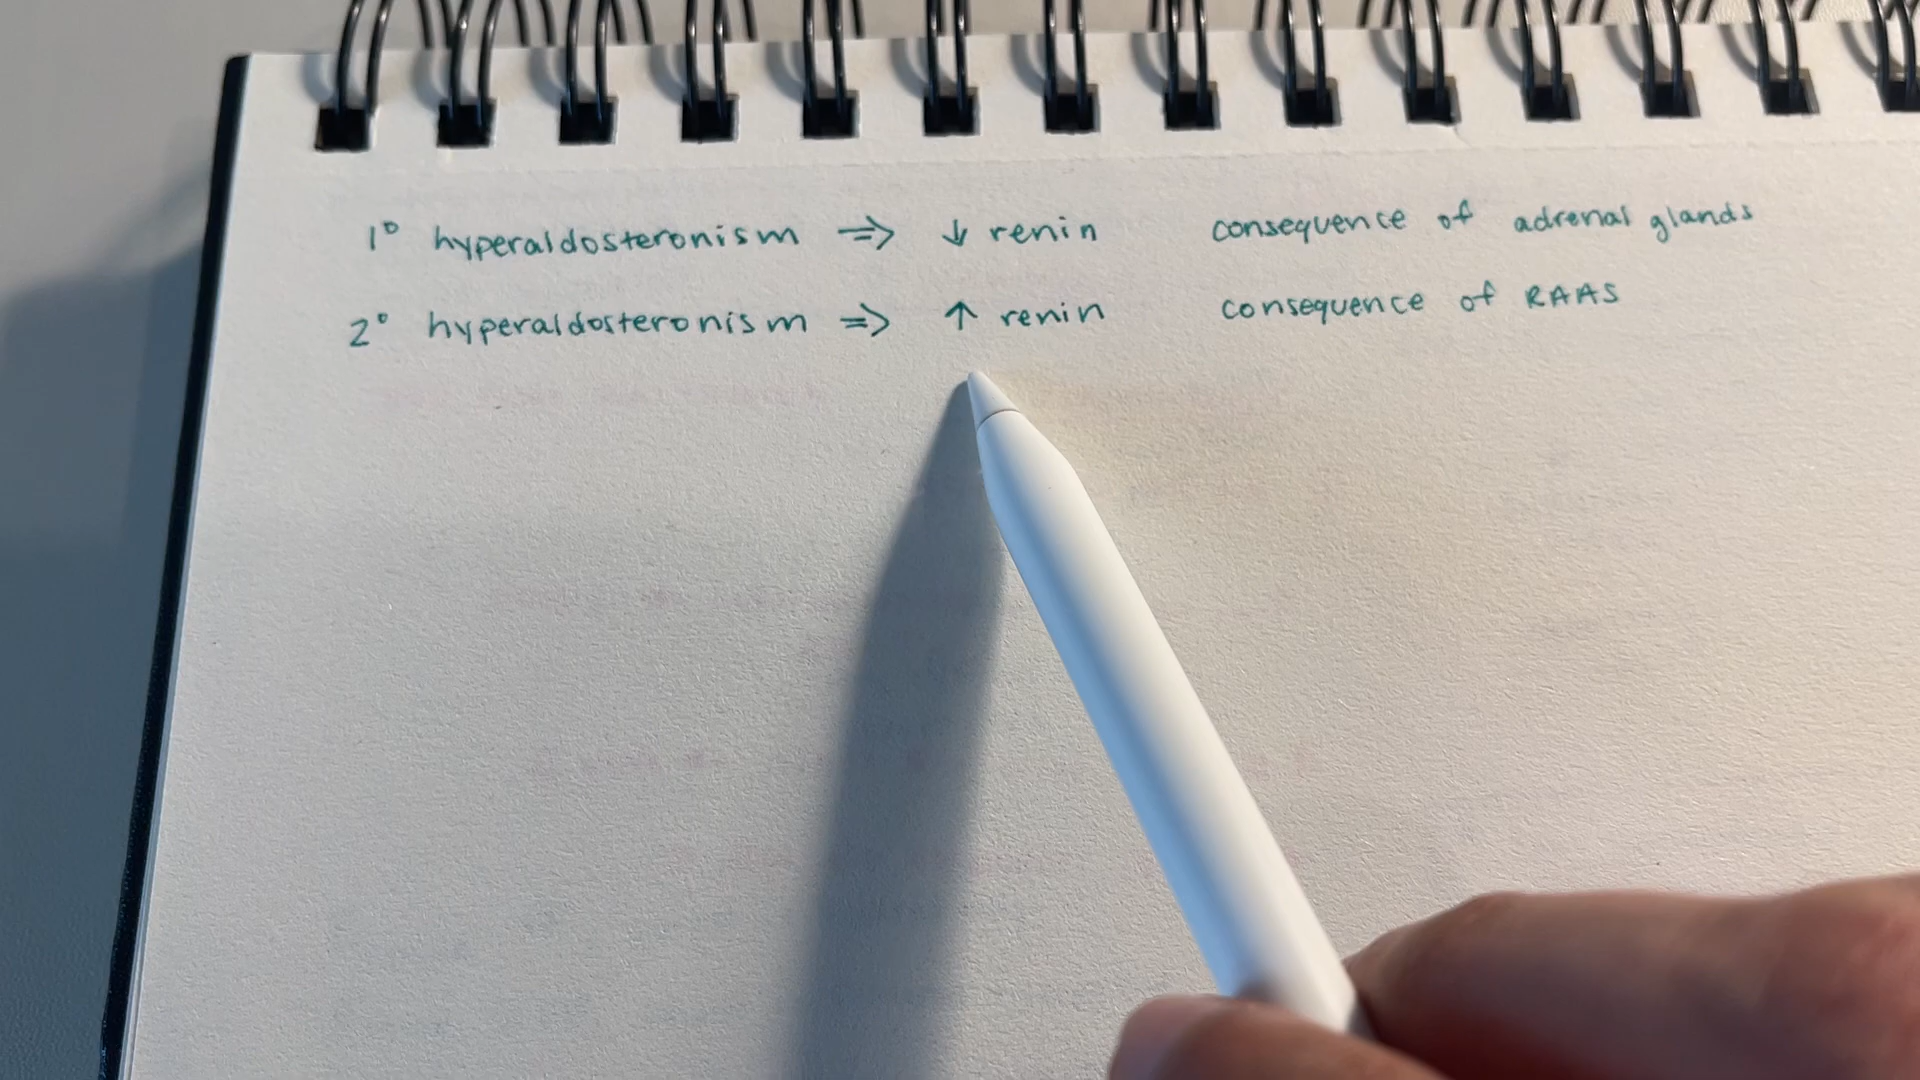 1° hyperaldosteronism ⇒ ↓ renin consequence of adrenal glands
2° hyperaldosteronism ⇒ ↑ renin consequence of RAAS